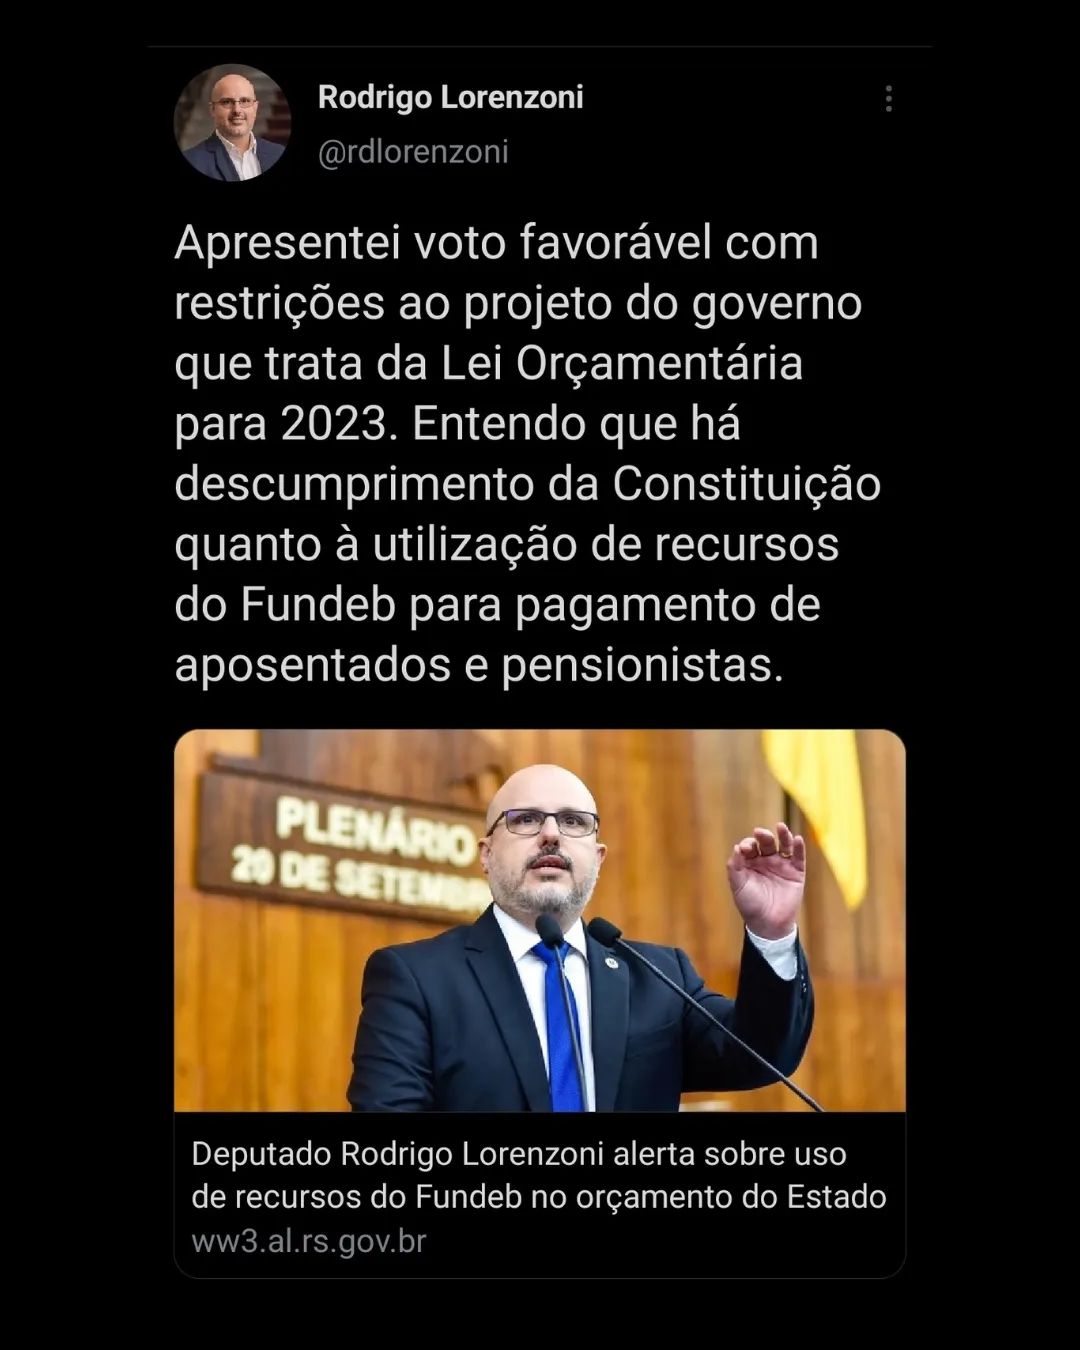 Rodrigo Lorenzoni
@rdlorenzoni
Apresentei voto favorável com
restrições ao projeto do governo
que trata da Lei Orçamentária
para 2023. Entendo que há
descumprimento da Constituição
quanto à utilização de recursos
do Fundeb para pagamento de
aposentados e pensionistas.
PLENÁRIO
20 DE SETEMBR
Deputado Rodrigo Lorenzoni alerta sobre uso
de recursos do Fundeb no orçamento do Estado
ww3.al.rs.gov.br